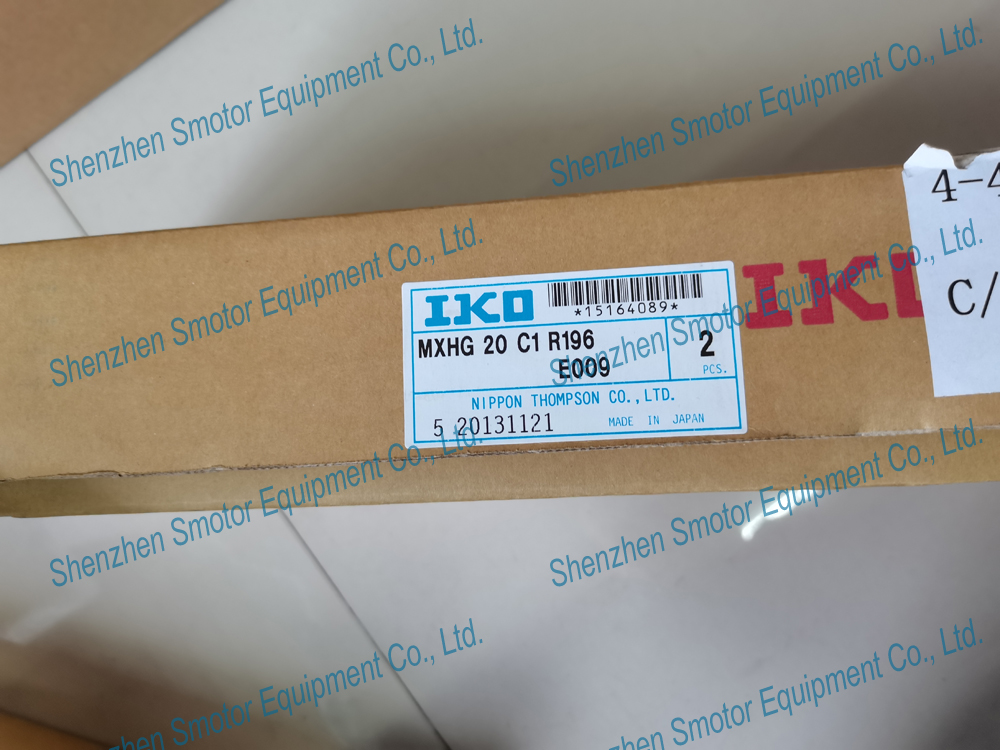 Shenzhen Smotor Equipment Co., Ltd.
Shenzhen Smotor Equipment Co., Ltd.
4-4
C/
IKO
*15164089*
MXHG 20 C1 R196
E009
2
PCS.
NIPPON THOMPSON CO.,LTD.
5 20131121
MADE IN JAPAN
IKO
Shenzhen Smotor Equipment Co., Ltd.
Shenzhen Smotor Equipment Co., Ltd.
Shenzhen Smotor Equipment Co., Ltd.
Shenzhen Smotor Equipment Co., Ltd.
Shenzhen Smotor Equipment Co., Ltd.
Shenzhen Smotor Equipment Co., Ltd.